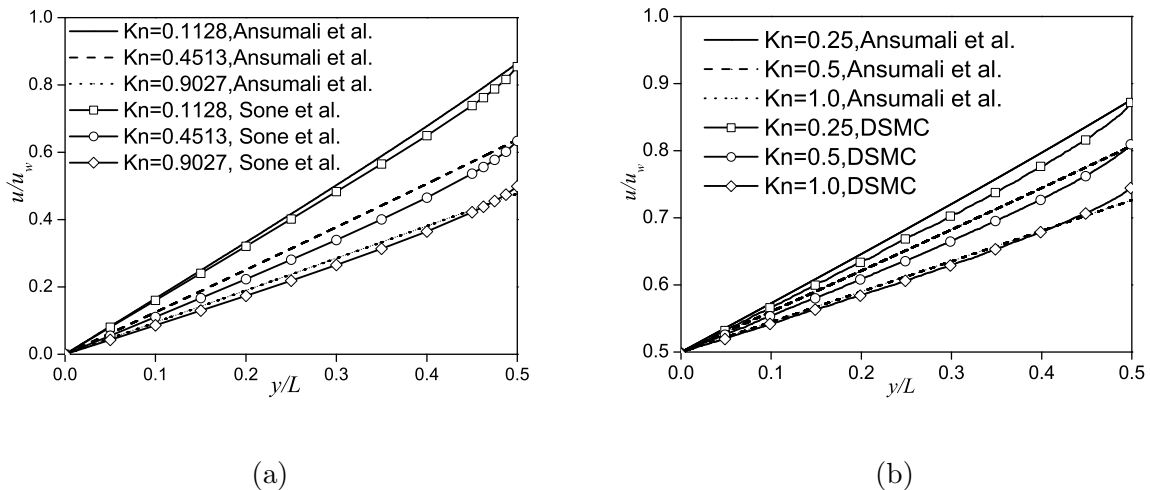 1.0
0.8
0.6
0.4
0.2
0.0
u/u_w
Kn=0.1128,Ansumali et al.
Kn=0.4513,Ansumali et al.
Kn=0.9027,Ansumali et al.
Kn=0.1128, Sone et al.
Kn=0.4513, Sone et al.
Kn=0.9027, Sone et al.
0.0 0.1 0.2 0.3 0.4 0.5
y/L
(a)
1.0
0.9
0.8
0.7
0.6
0.5
u/u_w
Kn=0.25,Ansumali et al.
Kn=0.5,Ansumali et al.
Kn=1.0,Ansumali et al.
Kn=0.25,DSMC
Kn=0.5,DSMC
Kn=1.0,DSMC
0.0 0.1 0.2 0.3 0.4 0.5
y/L
(b)